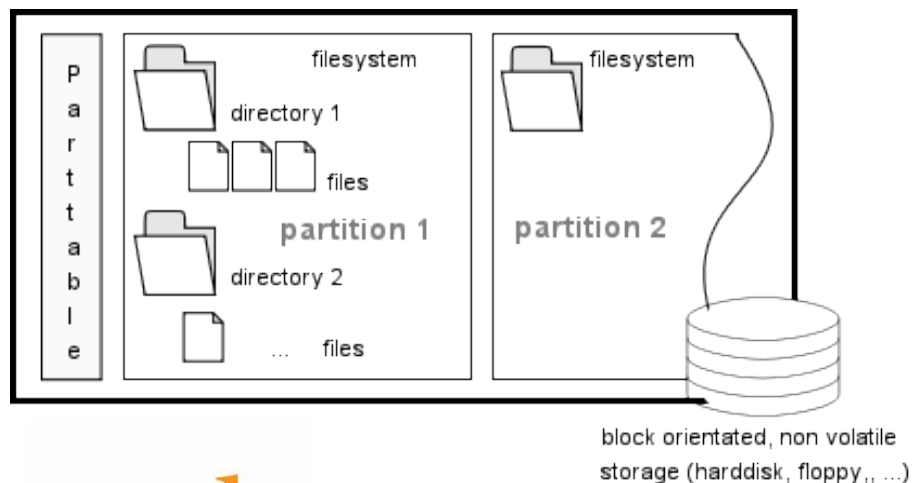 Parttable
filesystem
directory 1
files
partition 1
directory 2
... files
filesystem
partition 2
block orientated, non volatile
storage (harddisk, floppy,, ...)